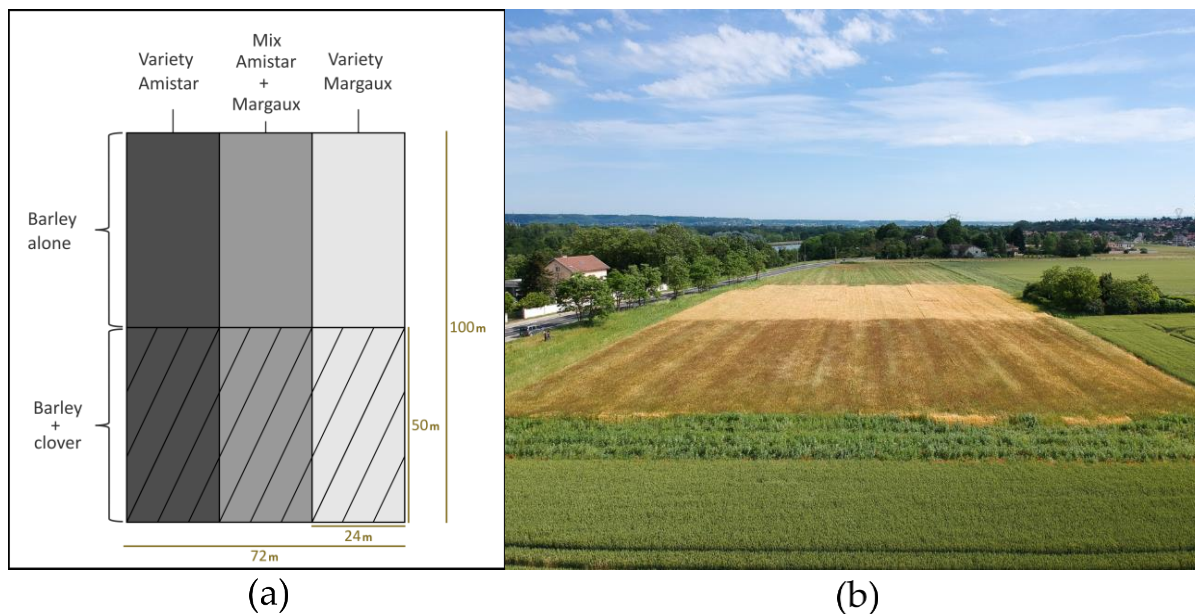 Variety
Amistar
Mix
Amistar
+
Margaux
Variety
Margaux
Barley
alone
Barley
+
clover
100m
50m
24m
72m
(a)
(b)